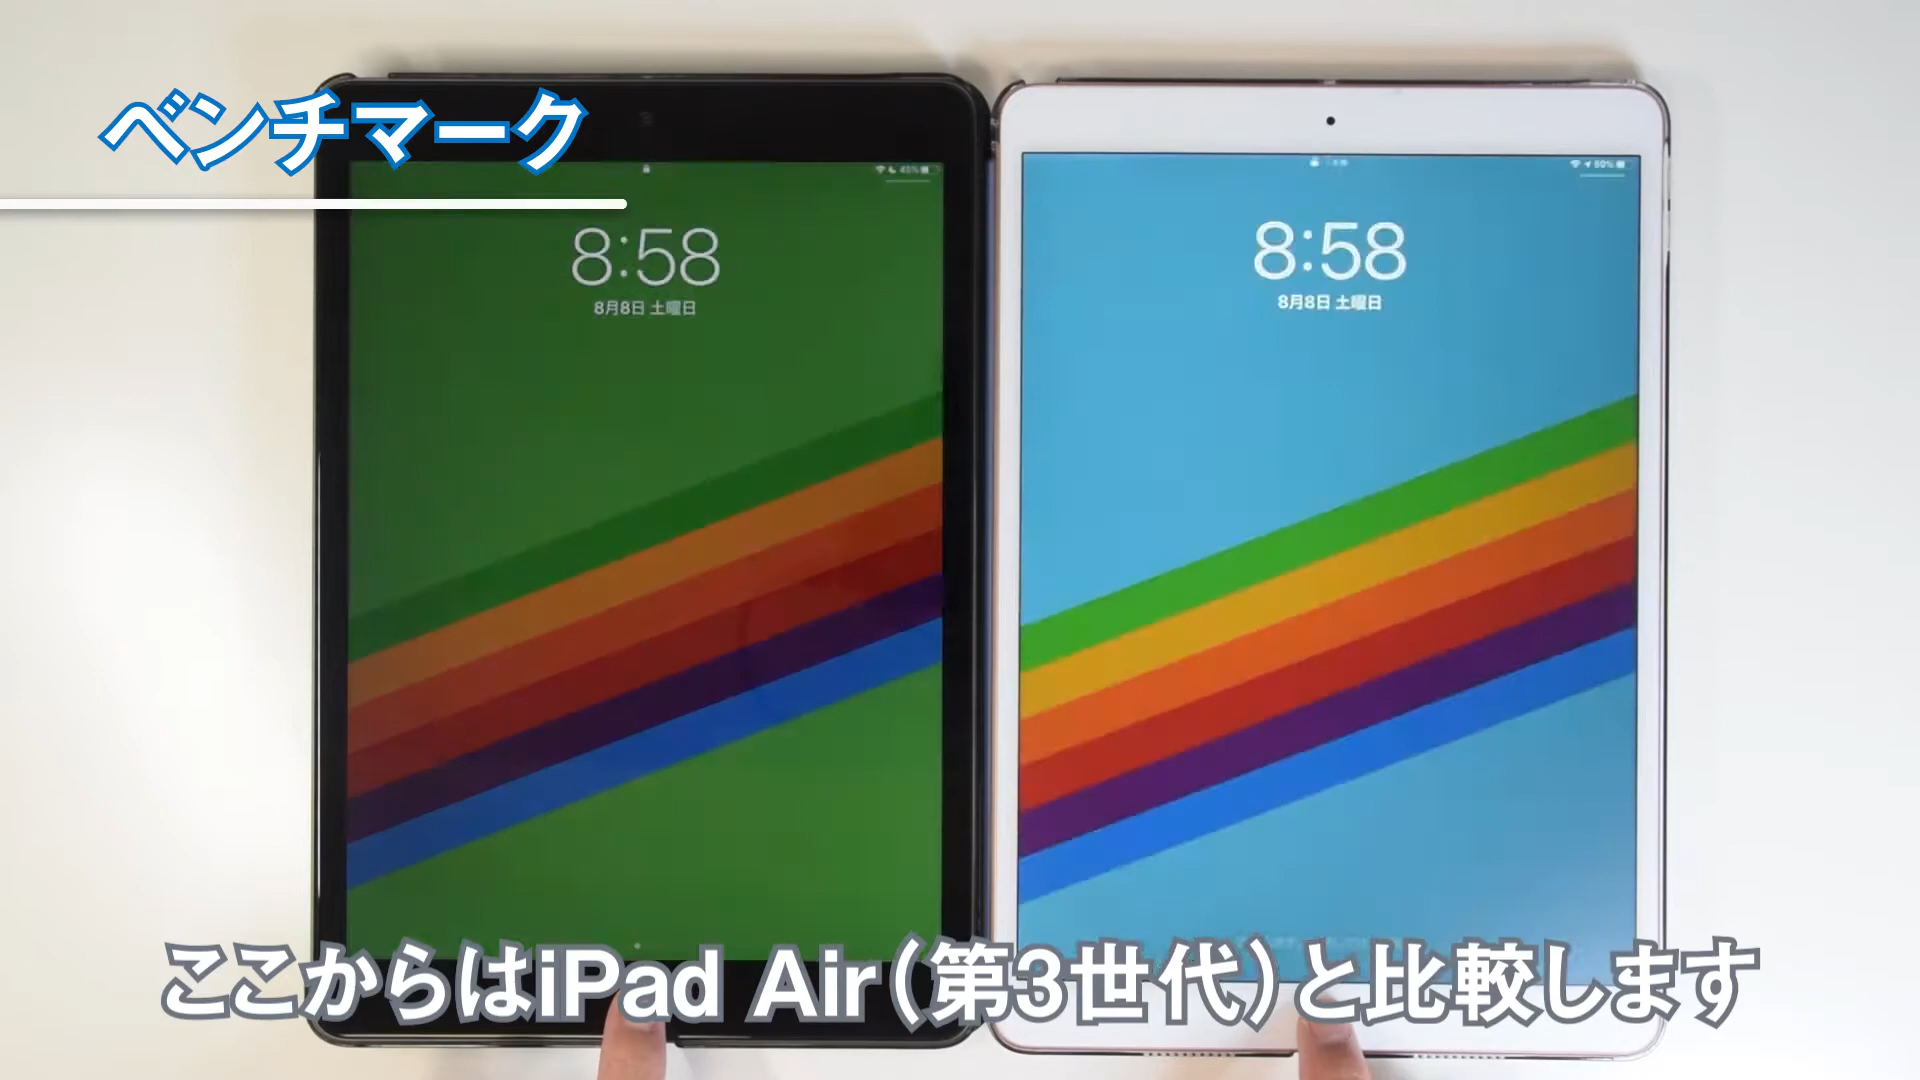 ベンチマーク
45%
8:58
8月8日 土曜日
50%
8:58
8月8日 土曜日
ここからはiPad Air（第3世代）と比較します